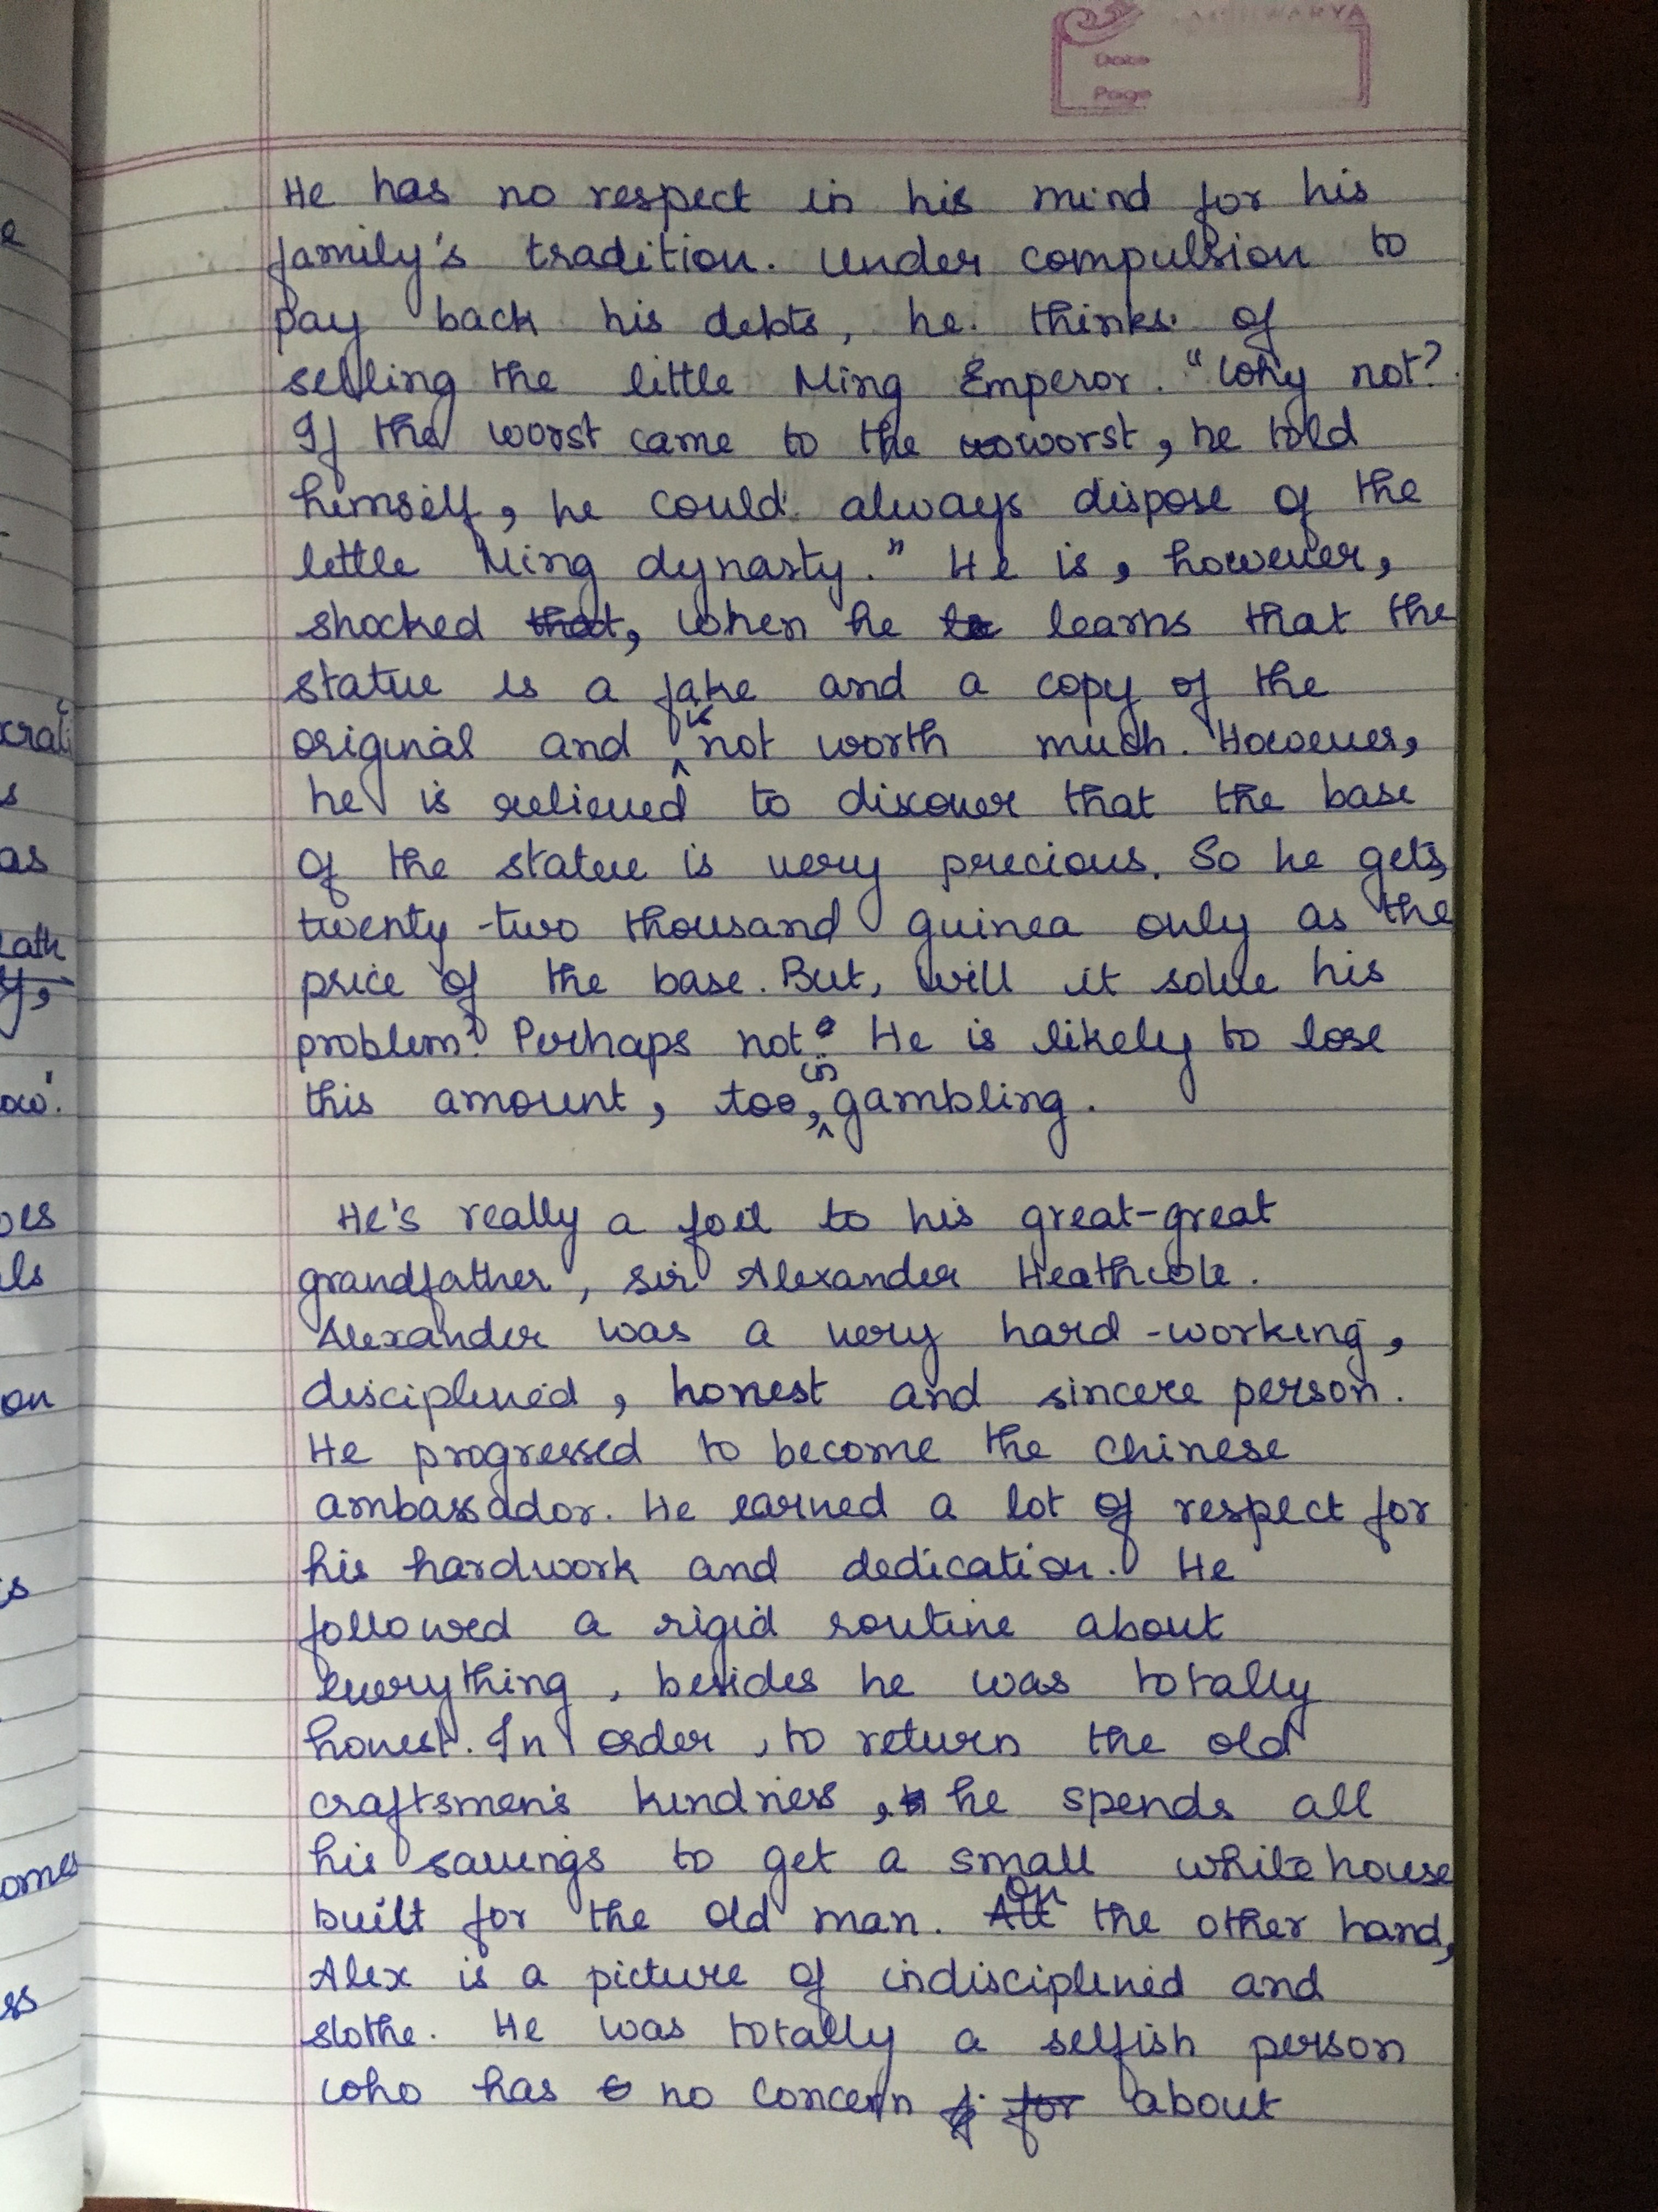 AISHWARYA
Date
Page
He has no respect in his mind for his
family's tradition. Under compulsion to
pay back his debts, he thinks of
selling the little Ming Emperor. "Why not?
If the worst came to the worst, he told
himself, he could always dispose of the
little Ming dynasty." He is, however,
shocked that, when he learns that the
statue is a fake and a copy of the
original and is not worth much. However,
he is relieved to discover that the base
of the statue is very precious. So he gets
twenty-two thousand guinea only as the
price of the base. But, will it solve his
problem? Perhaps not. He is likely to lose
this amount, too, in gambling.
He's really a foil to his great-great
grandfather, Sir Alexander Heathcote.
Alexander was a very hard-working,
disciplined, honest and sincere person.
He progressed to become the Chinese
ambassador. He earned a lot of respect for
his hardwork and dedication. He
followed a rigid routine about
everything, besides he was totally
honest. In order, to return the old
craftsmen's kindness, he spends all
his savings to get a small white house
built for the old man. On the other hand,
Alex is a picture of indisciplined and
slothe. He was totally a selfish person
who has no concern for about
e
s
as
ow'.
on
is